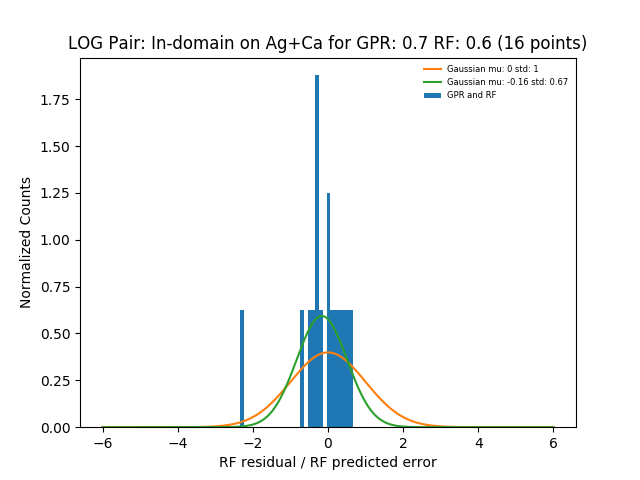 LOG Pair: In-domain on Ag+Ca for GPR: 0.7 RF: 0.6 (16 points)
Gaussian mu: 0 std: 1
Gaussian mu: -0.16 std: 0.67
GPR and RF
Normalized Counts
1.75
1.50
1.25
1.00
0.75
0.50
0.25
0.00
−6 −4 −2 0 2 4 6
RF residual / RF predicted error